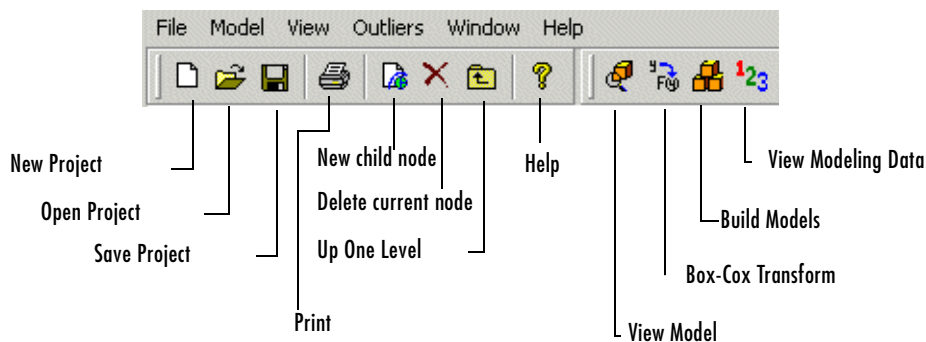 File Model View Outliers Window Help
y
F(y)
123
New Project
Open Project
Save Project
Print
New child node
Delete current node
Up One Level
Help
View Modeling Data
Build Models
Box-Cox Transform
View Model